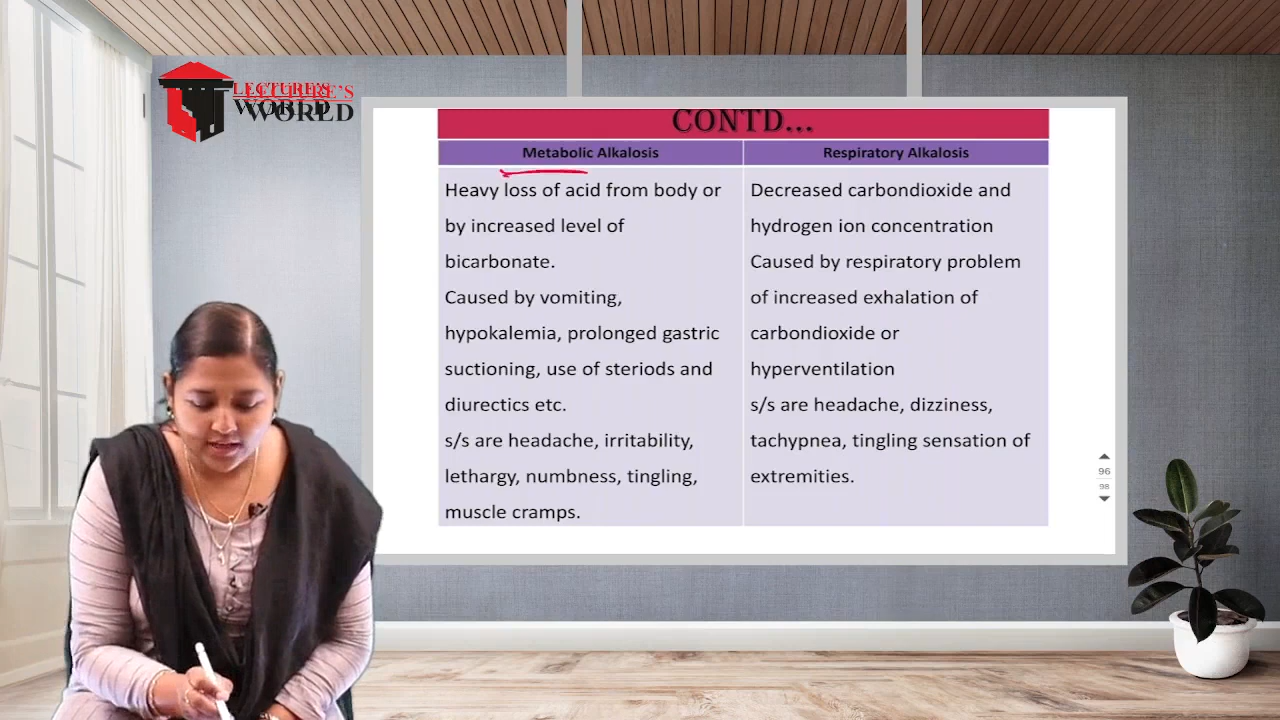 LECTURE'S
WORLD
CONTD...
Metabolic Alkalosis
Respiratory Alkalosis
Heavy loss of acid from body or
by increased level of
bicarbonate.
Caused by vomiting,
hypokalemia, prolonged gastric
suctioning, use of steriods and
diurectics etc.
s/s are headache, irritability,
lethargy, numbness, tingling,
muscle cramps.
Decreased carbondioxide and
hydrogen ion concentration
Caused by respiratory problem
of increased exhalation of
carbondioxide or
hyperventilation
s/s are headache, dizziness,
tachypnea, tingling sensation of
extremities.
96
98